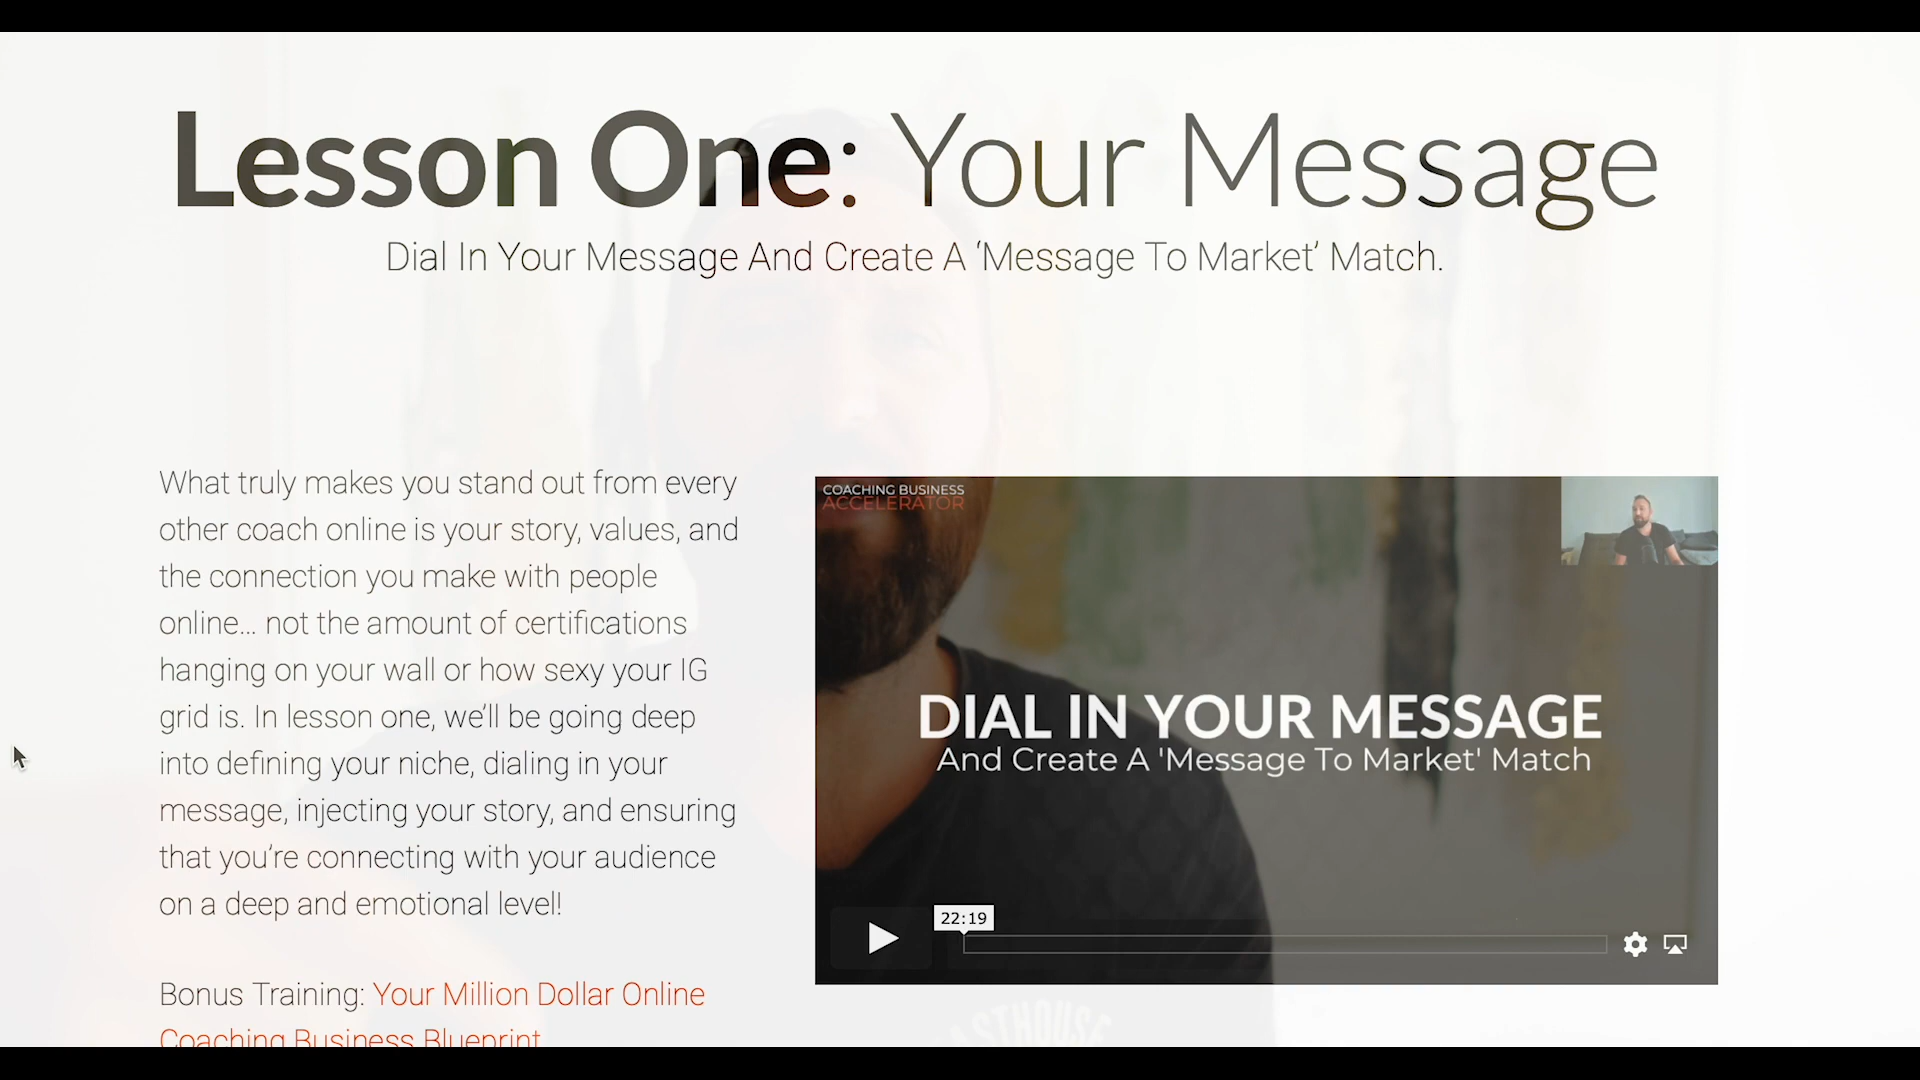 Lesson One: Your Message
Dial In Your Message And Create A ‘Message To Market’ Match.
What truly makes you stand out from every
other coach online is your story, values, and
the connection you make with people
online... not the amount of certifications
hanging on your wall or how sexy your IG
grid is. In lesson one, we’ll be going deep
into defining your niche, dialing in your
message, injecting your story, and ensuring
that you’re connecting with your audience
on a deep and emotional level!
Bonus Training: Your Million Dollar Online
Coaching Business Blueprint
COACHING BUSINESS
ACCELERATOR
DIAL IN YOUR MESSAGE
And Create A 'Message To Market' Match
22:19